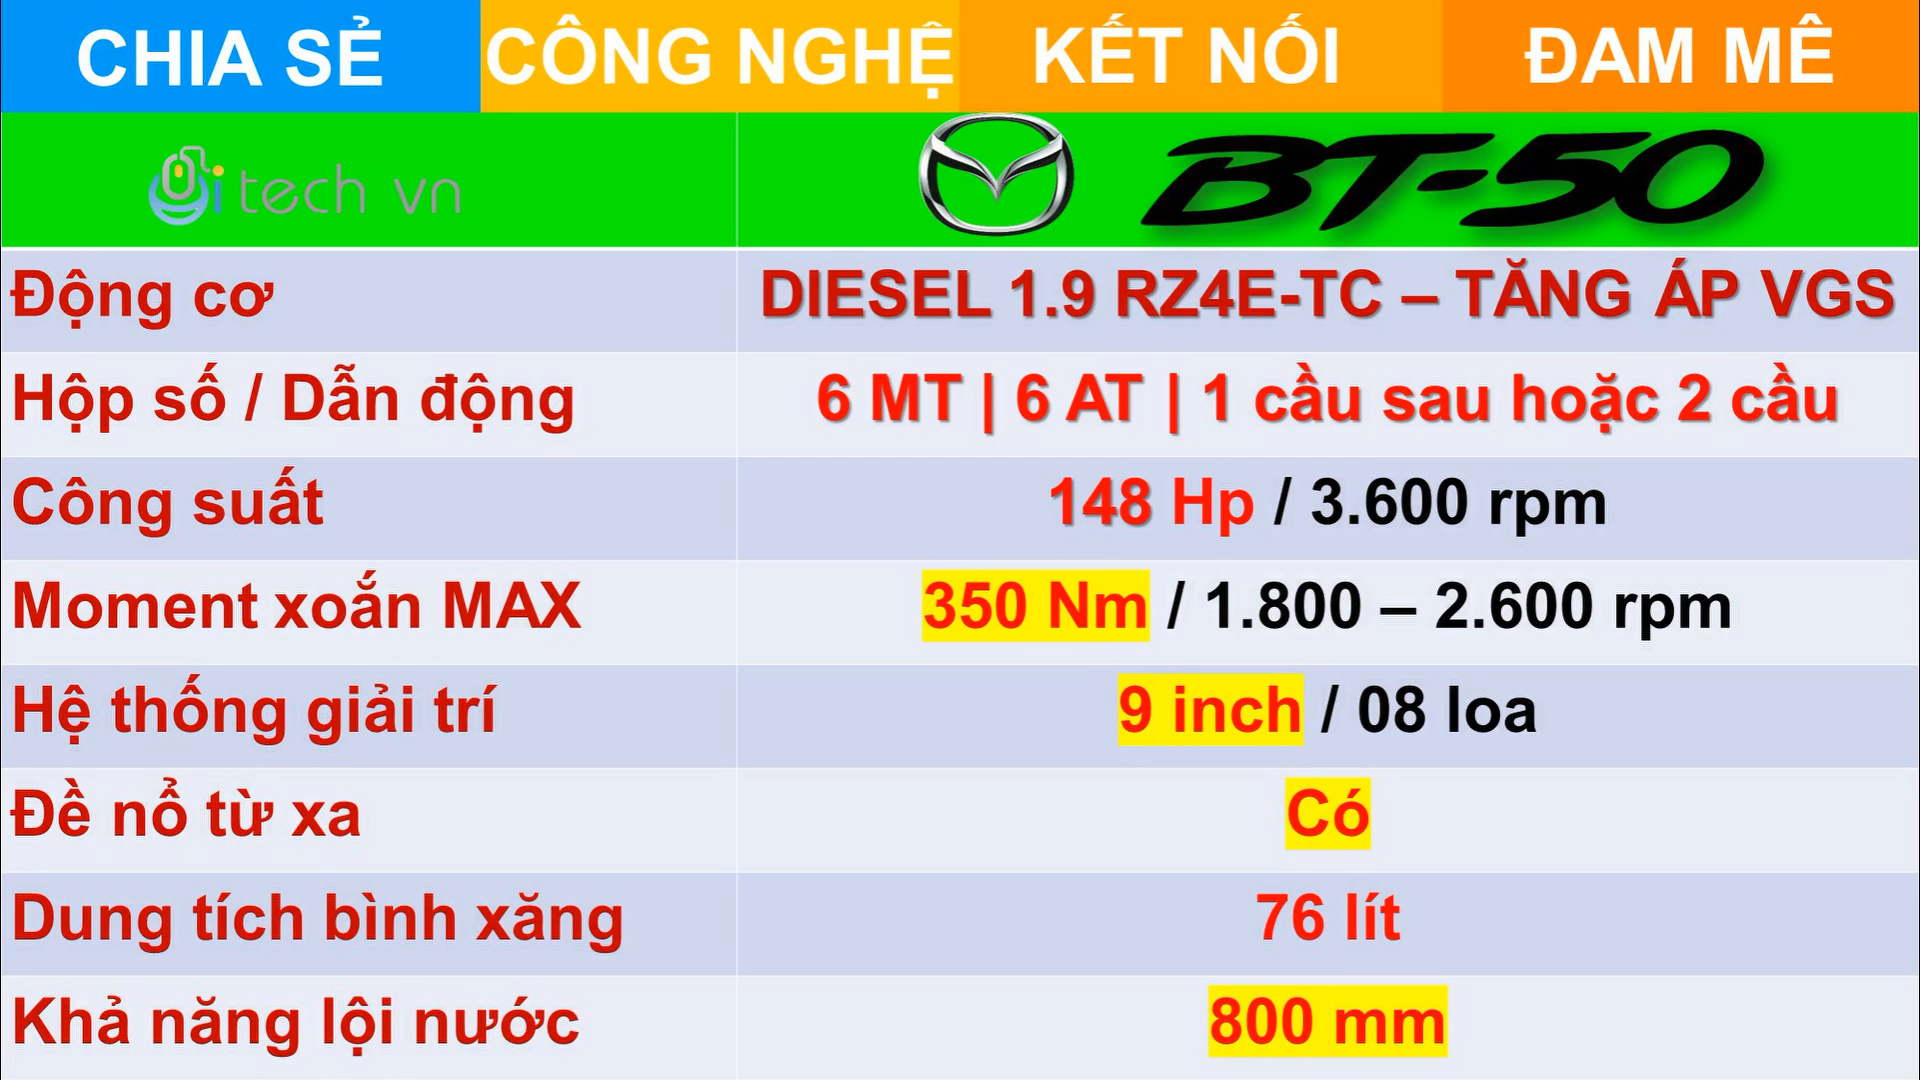 CHIA SẺ CÔNG NGHỆ KẾT NỐI ĐAM MÊ
i tech vn BT-50
Động cơ DIESEL 1.9 RZ4E-TC – TĂNG ÁP VGS
Hộp số / Dẫn động 6 MT | 6 AT | 1 cầu sau hoặc 2 cầu
Công suất 148 Hp / 3.600 rpm
Moment xoắn MAX 350 Nm / 1.800 – 2.600 rpm
Hệ thống giải trí 9 inch / 08 loa
Đề nổ từ xa Có
Dung tích bình xăng 76 lít
Khả năng lội nước 800 mm